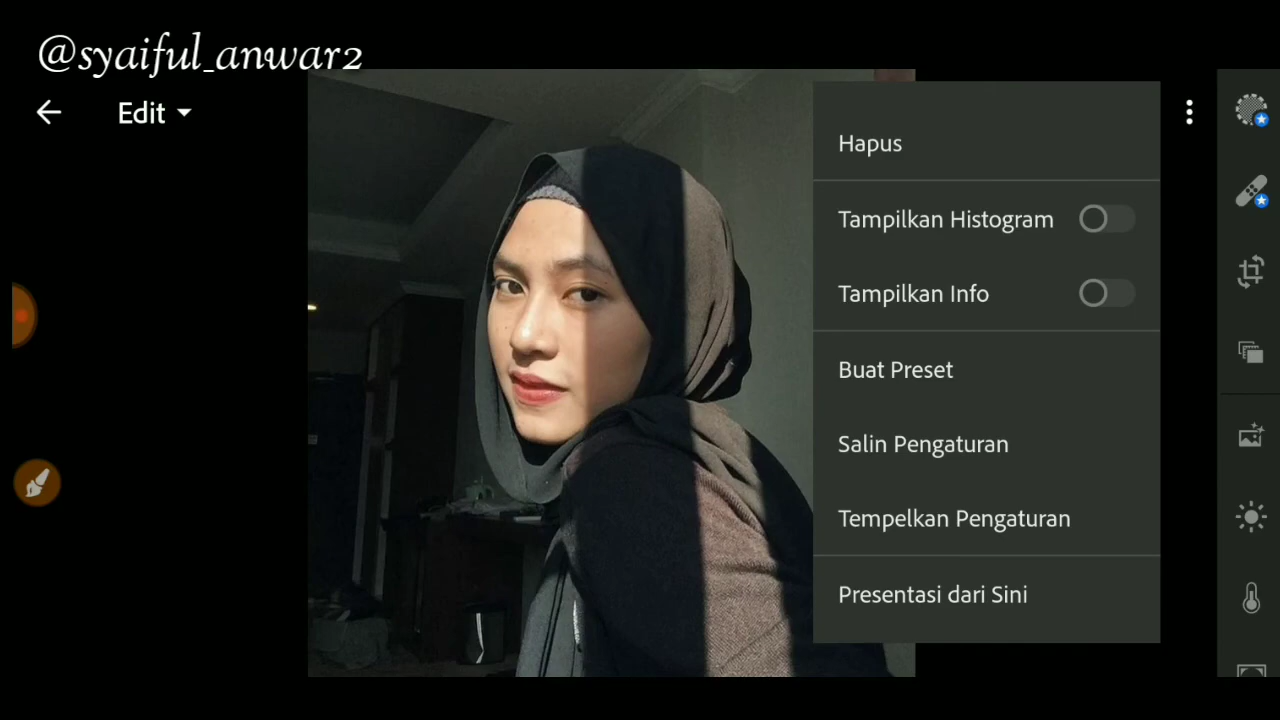 @syaiful_anwar2
Edit
Hapus
Tampilkan Histogram
Tampilkan Info
Buat Preset
Salin Pengaturan
Tempelkan Pengaturan
Presentasi dari Sini